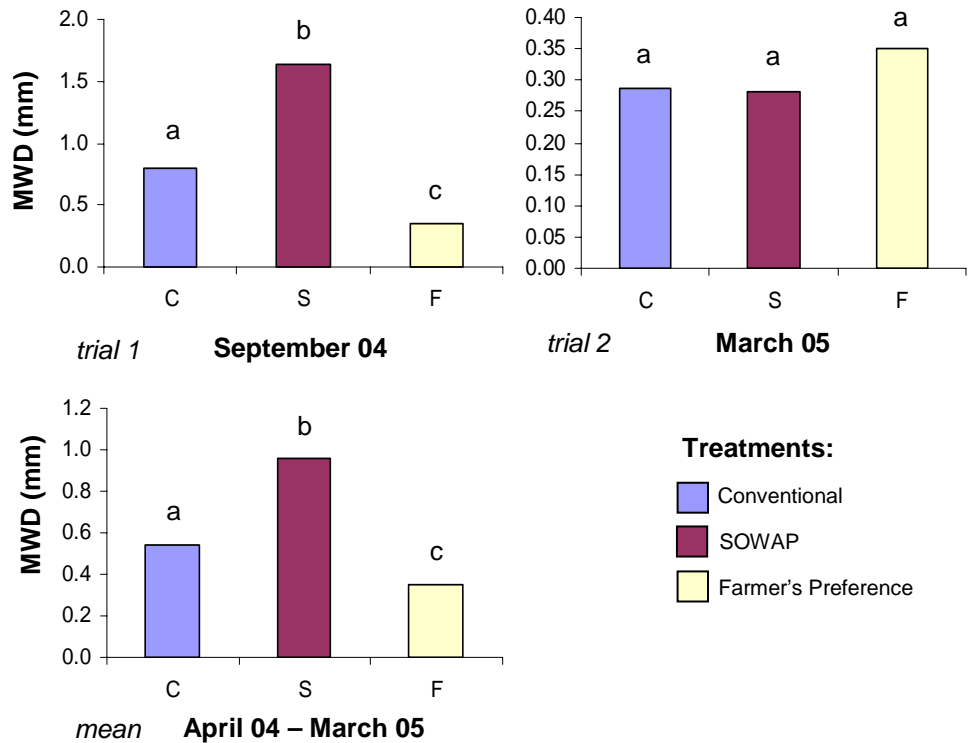 MWD (mm)
2.0
1.5
1.0
0.5
0.0
a
b
c
C S F
trial 1 September 04
0.40
0.35
0.30
0.25
0.20
0.15
0.10
0.05
0.00
a
a
a
C S F
trial 2 March 05
MWD (mm)
1.2
1.0
0.8
0.6
0.4
0.2
0.0
a
b
c
C S F
mean April 04 – March 05
Treatments:
Conventional
SOWAP
Farmer's Preference